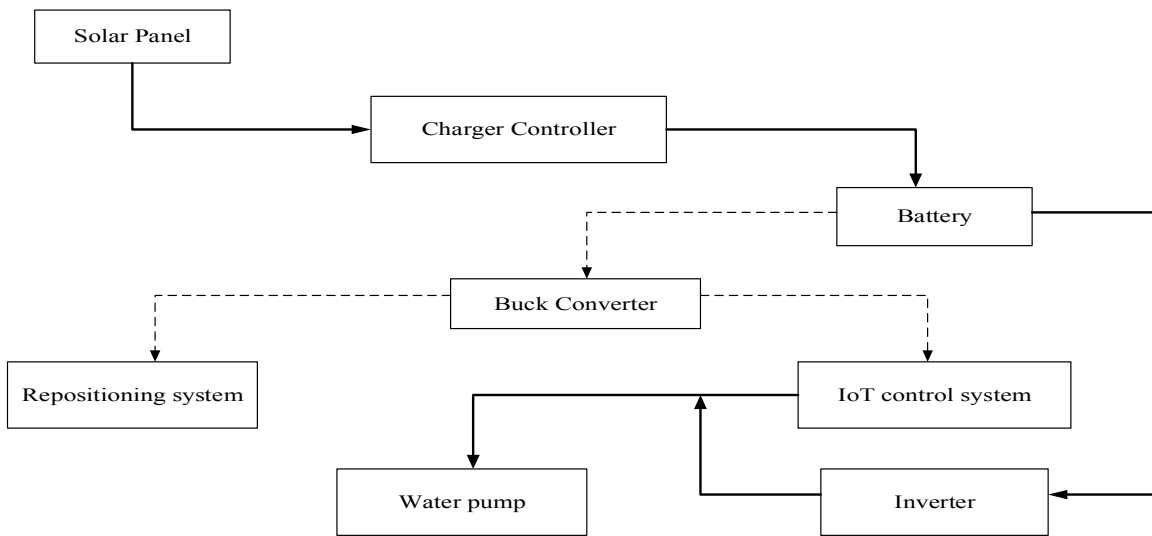 Solar Panel
Charger Controller
Battery
Buck Converter
Repositioning system
IoT control system
Water pump
Inverter